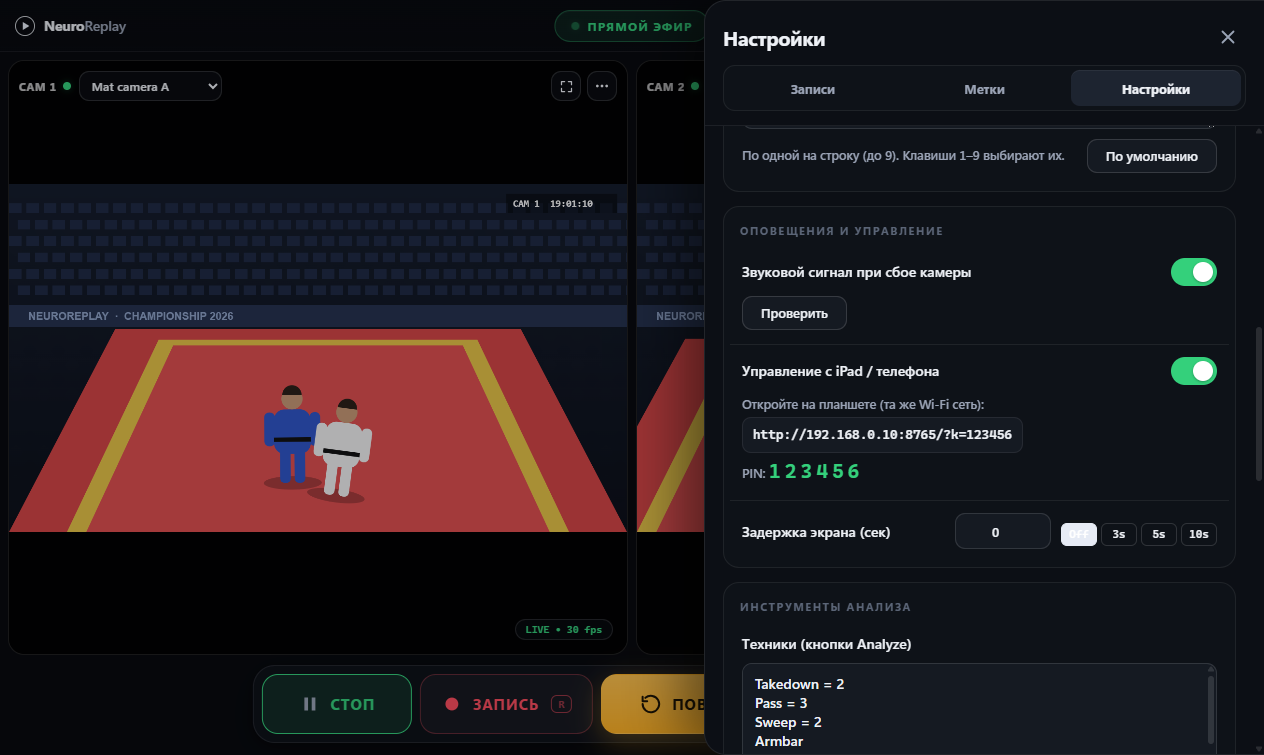 NeuroReplay
ПРЯМОЙ ЭФИР
CAM 1
Mat camera A
CAM 2
CAM 1 19:01:10
NEUROREPLAY · CHAMPIONSHIP 2026
NEUROR
LIVE • 30 fps
СТОП
ЗАПИСЬ R
ПОВ
Настройки
Записи
Метки
Настройки
По одной на строку (до 9). Клавиши 1–9 выбирают их.
По умолчанию
ОПОВЕЩЕНИЯ И УПРАВЛЕНИЕ
Звуковой сигнал при сбое камеры
Проверить
Управление с iPad / телефона
Откройте на планшете (та же Wi-Fi сеть):
http://192.168.0.10:8765/?k=123456
PIN: 123456
Задержка экрана (сек)
0
Off 3s 5s 10s
ИНСТРУМЕНТЫ АНАЛИЗА
Техники (кнопки Analyze)
Takedown = 2
Pass = 3
Sweep = 2
Armbar